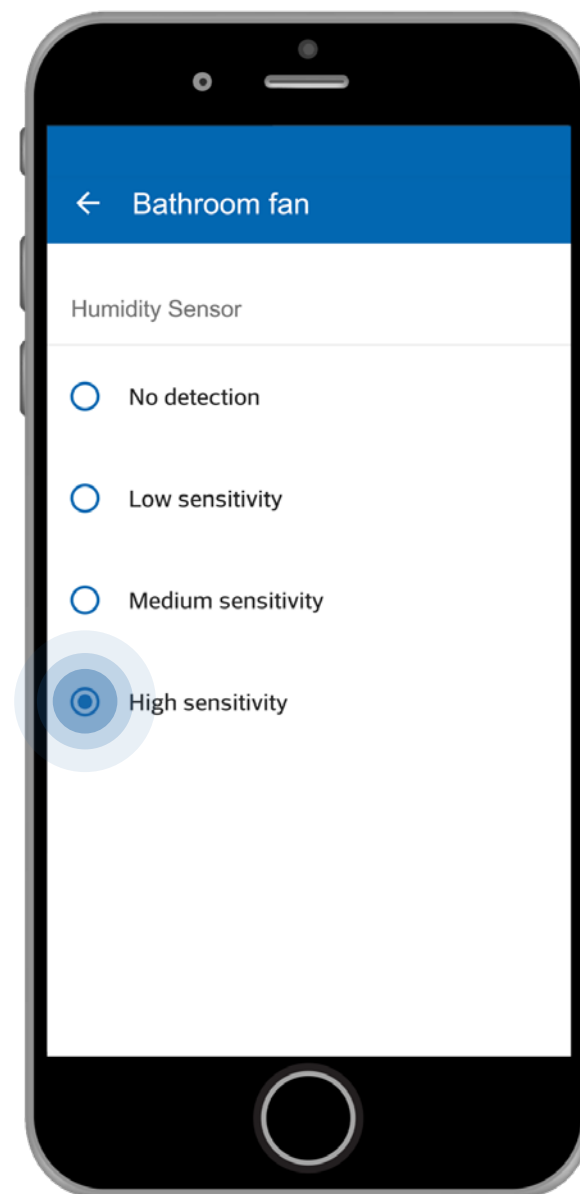 Bathroom fan
Humidity Sensor
No detection
Low sensitivity
Medium sensitivity
High sensitivity